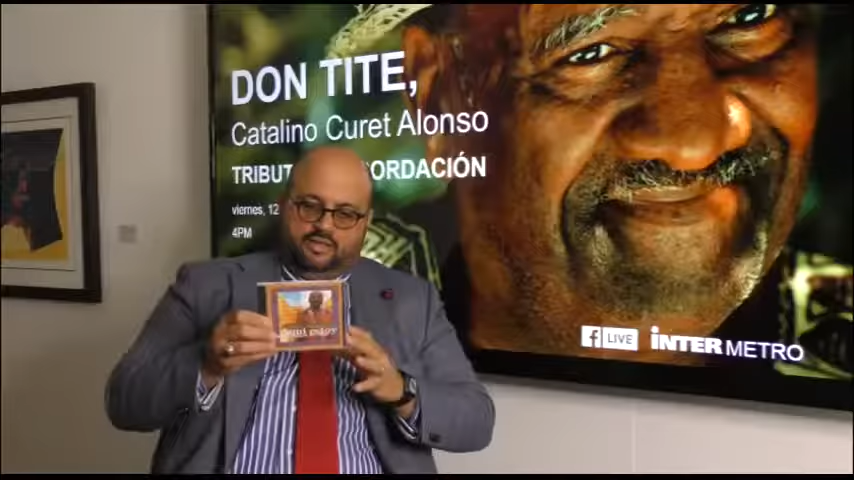 DON TITE,
Catalino Curet Alonso
TRIBUT ORDACIÓN
viernes, 12
4PM
f LIVE
INTER METRO